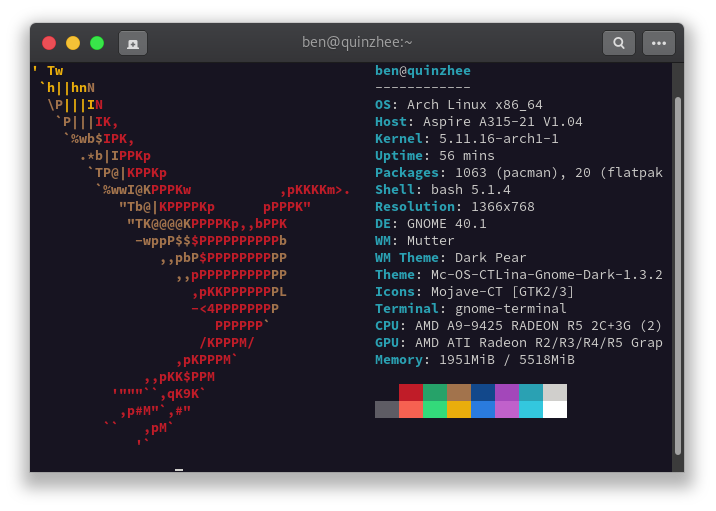 ben@quinzhee:~
' Tw
`h||hnN
\P|||IN
`P|||IK,
`%wb$IPK,
.*b|IPPKp
`TP@|KPPKp
`%wwI@KPPPKw ,pKKKKm>.
"Tb@|KPPPPKp pPPPK"
"TK@@@@KPPPPKp,,bPPK
-wppP$$$PPPPPPPPPPb
,,pbP$PPPPPPPPPP
,,pPPPPPPPPPPP
,pKKPPPPPPPL
-<4PPPPPPPP
PPPPPP`
/KPPPM/
,pKPPPM`
,,pKK$PPM
'"""``,qK9K`
,p#M"`,#"
`` ,pM`
'`
ben@quinzhee
------------
OS: Arch Linux x86_64
Host: Aspire A315-21 V1.04
Kernel: 5.11.16-arch1-1
Uptime: 56 mins
Packages: 1063 (pacman), 20 (flatpak
Shell: bash 5.1.4
Resolution: 1366x768
DE: GNOME 40.1
WM: Mutter
WM Theme: Dark Pear
Theme: Mc-OS-CTLina-Gnome-Dark-1.3.2
Icons: Mojave-CT [GTK2/3]
Terminal: gnome-terminal
CPU: AMD A9-9425 RADEON R5 2C+3G (2)
GPU: AMD ATI Radeon R2/R3/R4/R5 Grap
Memory: 1951MiB / 5518MiB